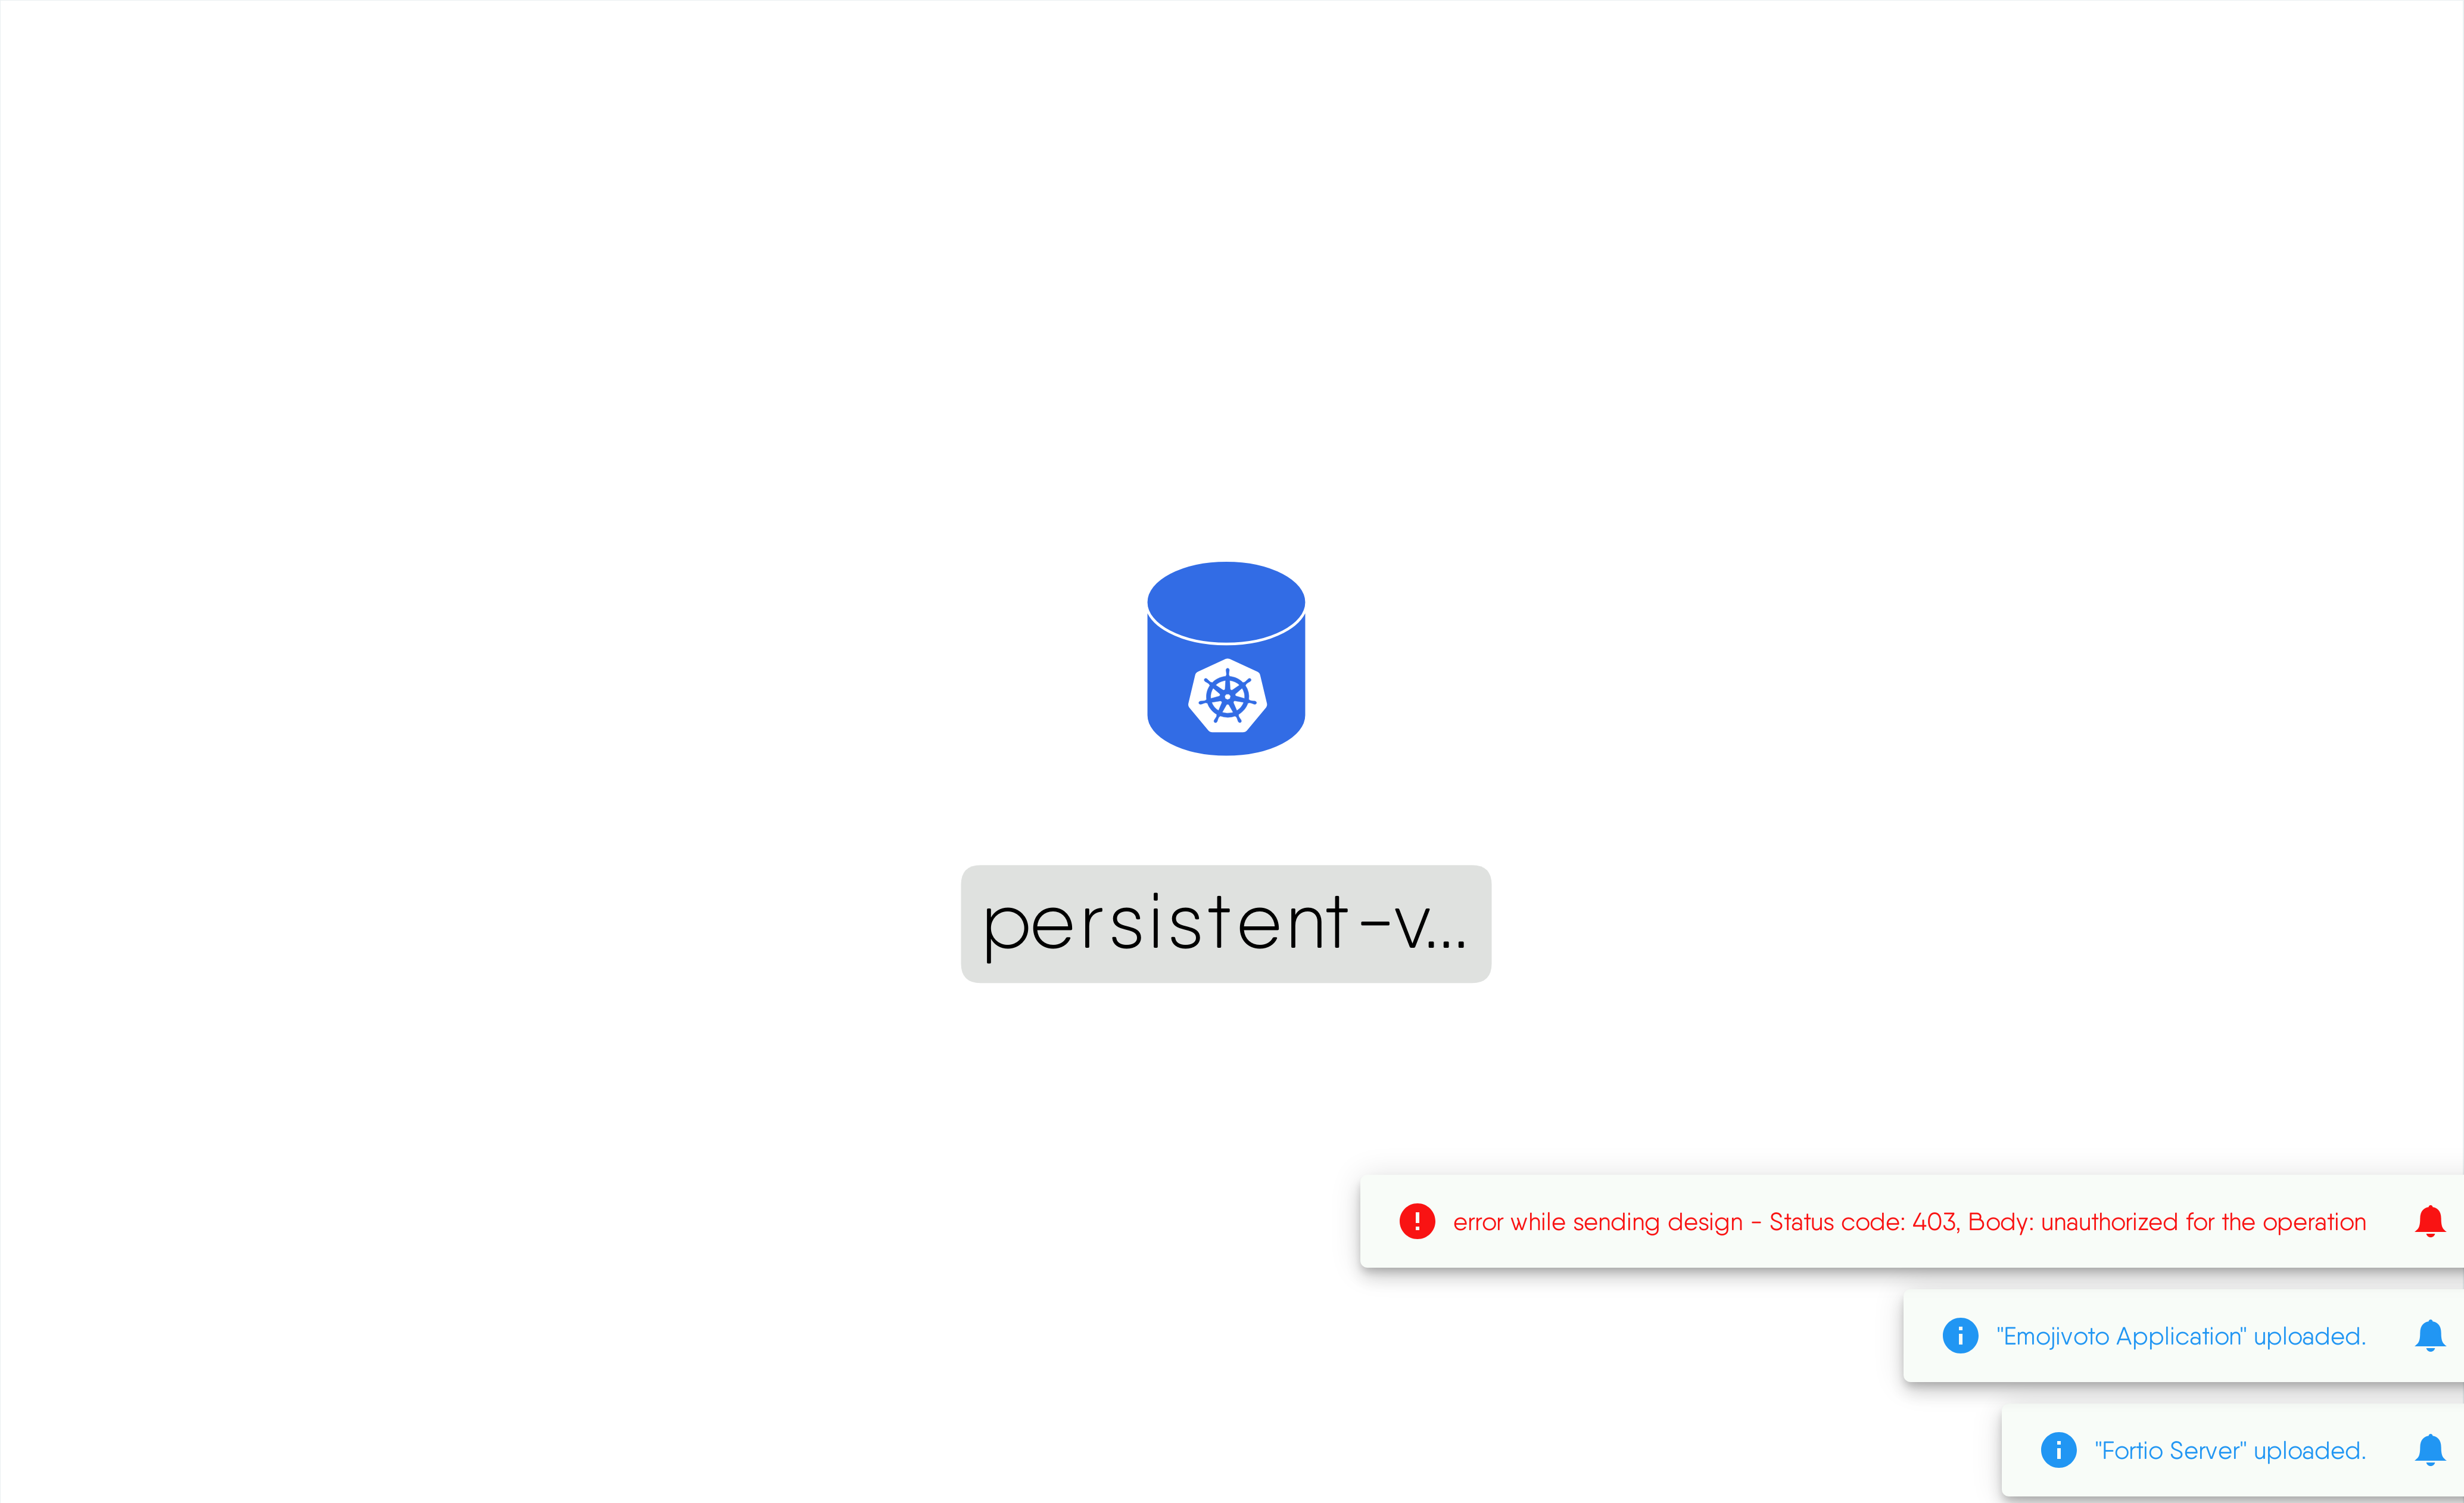 persistent-v...
error while sending design - Status code: 403, Body: unauthorized for the operation
"Emojivoto Application" uploaded.
"Fortio Server" uploaded.